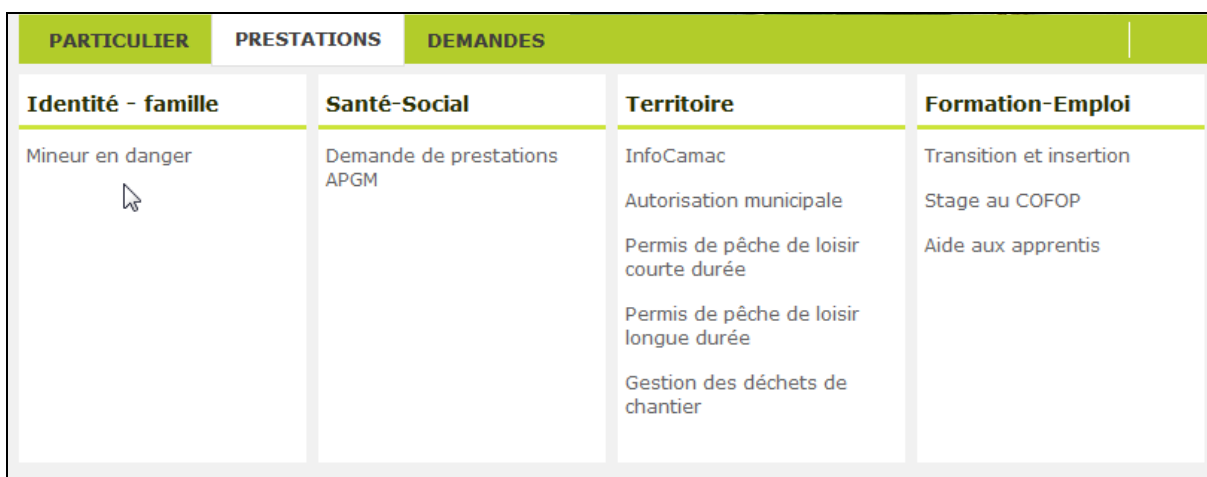 PARTICULIER PRESTATIONS DEMANDES
Identité - famille
Mineur en danger
Santé-Social
Demande de prestations
APGM
Territoire
InfoCamac
Autorisation municipale
Permis de pêche de loisir
courte durée
Permis de pêche de loisir
longue durée
Gestion des déchets de
chantier
Formation-Emploi
Transition et insertion
Stage au COFOP
Aide aux apprentis